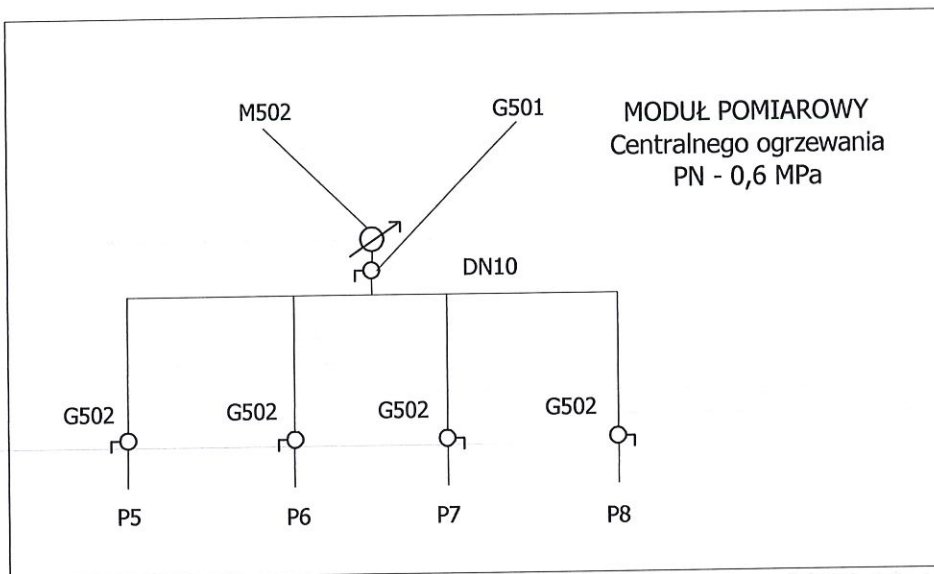 M502
G501
MODUŁ POMIAROWY
Centralnego ogrzewania
PN - 0,6 MPa
DN10
G502
G502
G502
G502
P5
P6
P7
P8